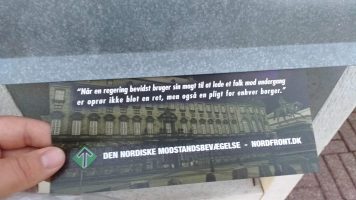 "Når en regering bevidst bruger sin magt til at lede et folk mod undergang
er oprør ikke blot en ret, men også en pligt for enhver borger."
DEN NORDISKE MODSTANDSBEVÆGELSE - NORDFRONT.DK